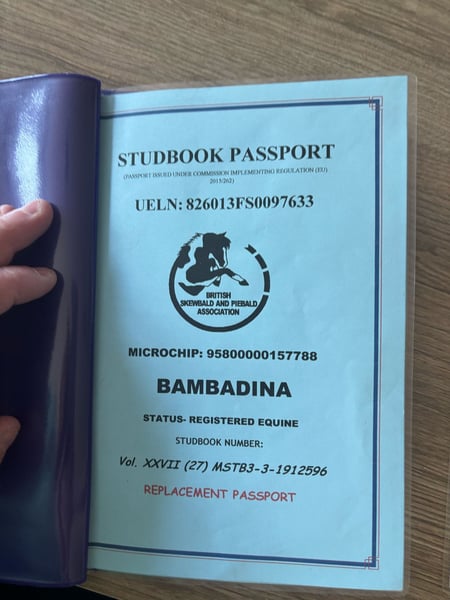 STUDBOOK PASSPORT
(PASSPORT ISSUED UNDER COMMISSION IMPLEMENTING REGULATION (EU)
2015/262)
UELN: 826013FS0097633
BRITISH
SKEWBALD AND PIEBALD
ASSOCIATION
MICROCHIP: 95800000157788
BAMBADINA
STATUS- REGISTERED EQUINE
STUDBOOK NUMBER:
Vol. XXVII (27) MSTB3-3-1912596
REPLACEMENT PASSPORT